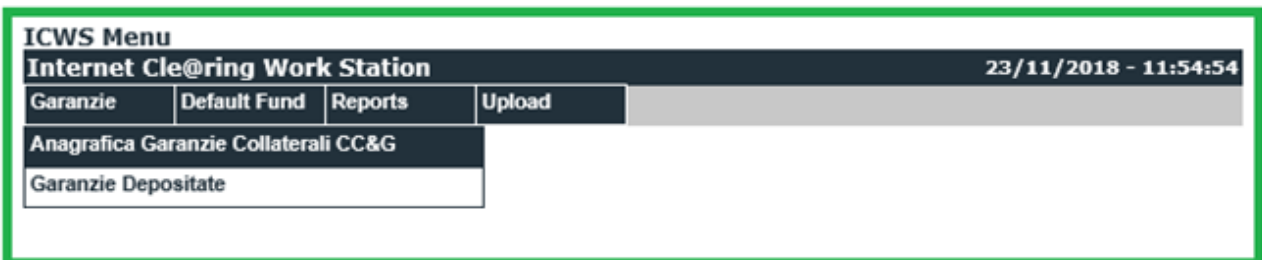 ICWS Menu
Internet Cle@ring Work Station 23/11/2018 - 11:54:54
Garanzie Default Fund Reports Upload
Anagrafica Garanzie Collaterali CC&G
Garanzie Depositate